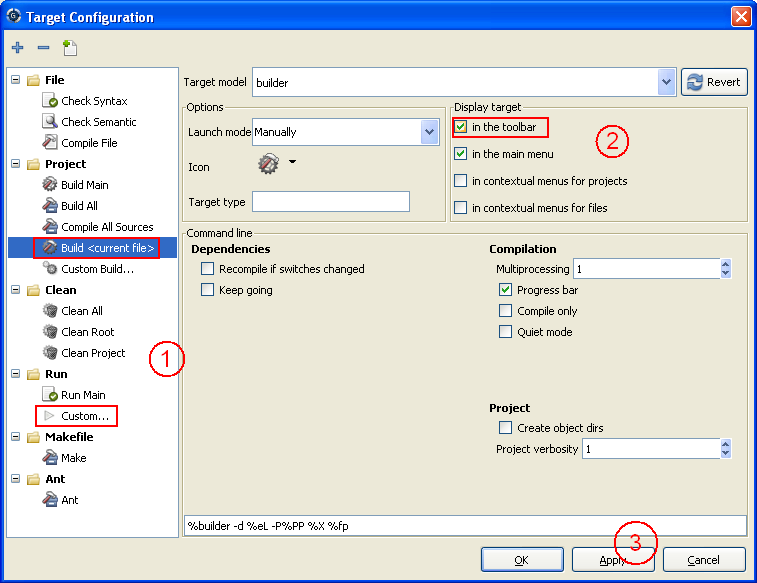 Target Configuration
File
Check Syntax
Check Semantic
Compile File
Project
Build Main
Build All
Compile All Sources
Build <current file>
Custom Build...
Clean
Clean All
Clean Root
Clean Project
Run
Run Main
Custom...
Makefile
Make
Ant
Ant
1
Target model builder Revert
Options
Launch mode Manually
Icon
Target type
Display target
in the toolbar
in the main menu
in contextual menus for projects
in contextual menus for files
2
Command line
Dependencies
Recompile if switches changed
Keep going
Compilation
Multiprocessing 1
Progress bar
Compile only
Quiet mode
Project
Create object dirs
Project verbosity 1
%builder -d %eL -P%PP %X %fp
3
OK Apply Cancel